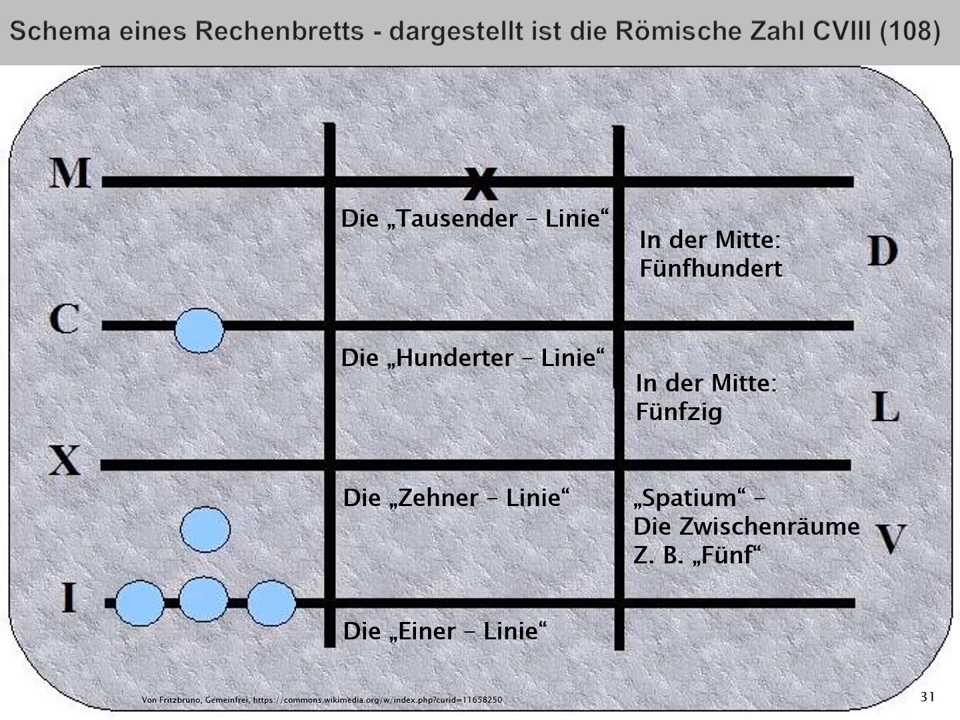 Schema eines Rechenbretts - dargestellt ist die Römische Zahl CVIII (108)
M
X
Die „Tausender – Linie“
In der Mitte:
Fünfhundert
D
C
Die „Hunderter – Linie“
In der Mitte:
Fünfzig
L
X
Die „Zehner – Linie“
„Spatium“ –
Die Zwischenräume
Z. B. „Fünf“
V
I
Die „Einer – Linie“
Von Fritzbruno, Gemeinfrei, https://commons.wikimedia.org/w/index.php?curid=11658250
31